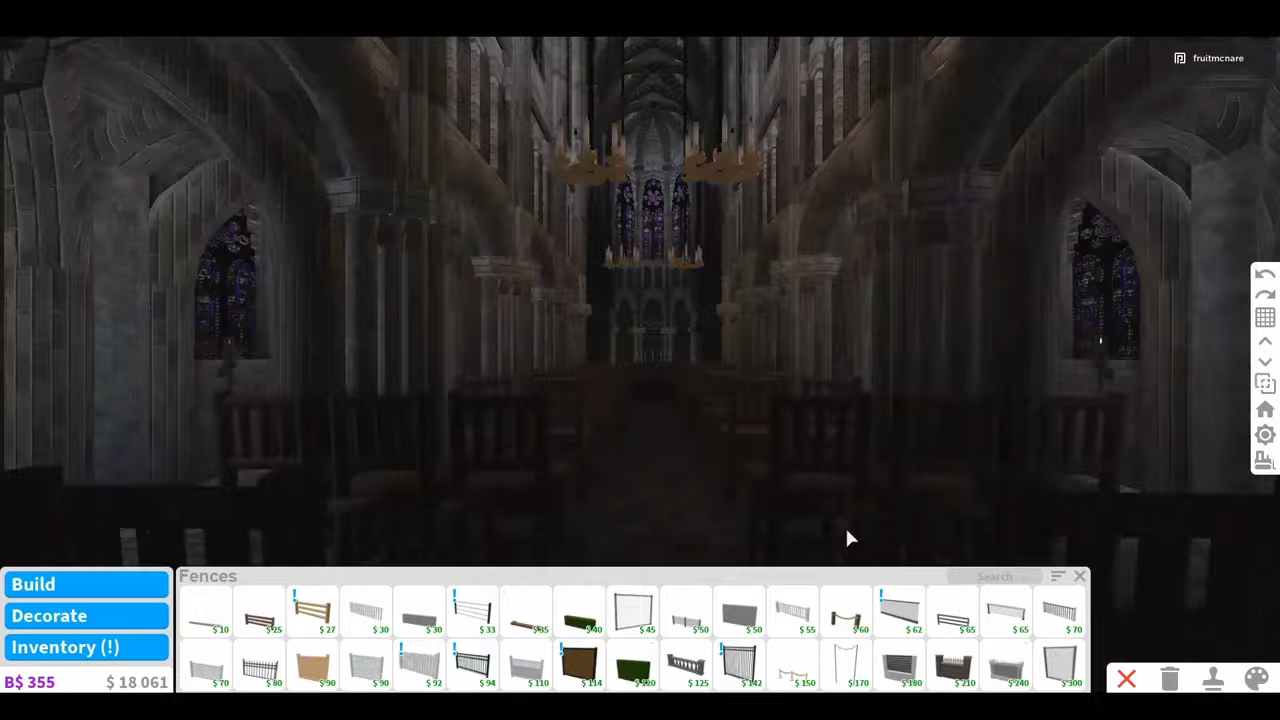 fruitmcnare
Fences
Search
Build
Decorate
Inventory (!)
B$ 355
$ 18 061
$ 10
$ 25
! $ 27
$ 30
$ 30
! $ 33
$ 35
$ 40
$ 45
$ 50
$ 50
$ 55
$ 60
! $ 62
$ 65
$ 65
$ 70
$ 70
$ 80
$ 90
$ 90
! $ 92
! $ 94
$ 110
! $ 114
$ 120
$ 125
! $ 142
$ 150
$ 170
$ 180
$ 210
$ 240
$ 300